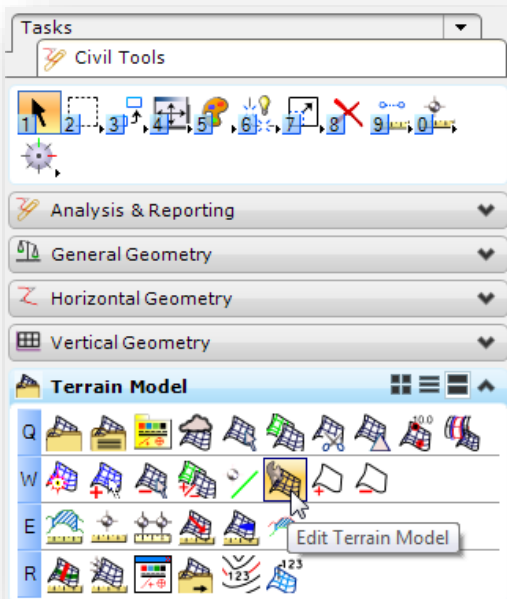 Tasks
Civil Tools
1 2 3 4 5 6 7 8 9 0
Analysis & Reporting
General Geometry
Horizontal Geometry
Vertical Geometry
Terrain Model
Q 10.0
W
E
Edit Terrain Model
R 123 123